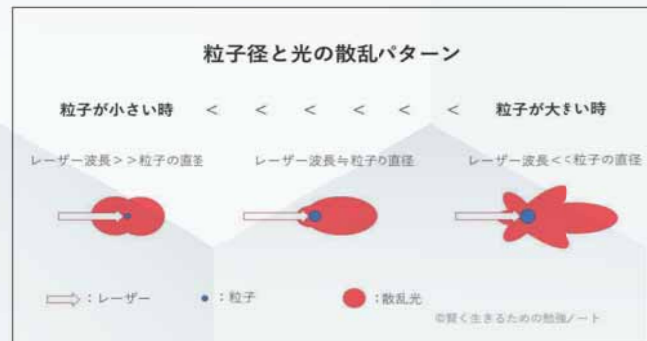 粒子径と光の散乱パターン
粒子が小さい時 < < < < < < 粒子が大きい時
レーザー波長>>粒子の直径 レーザー波長≒粒子の直径 レーザー波長<<粒子の直径
:レーザー :粒子 :散乱光
©賢く生きるための勉強ノート